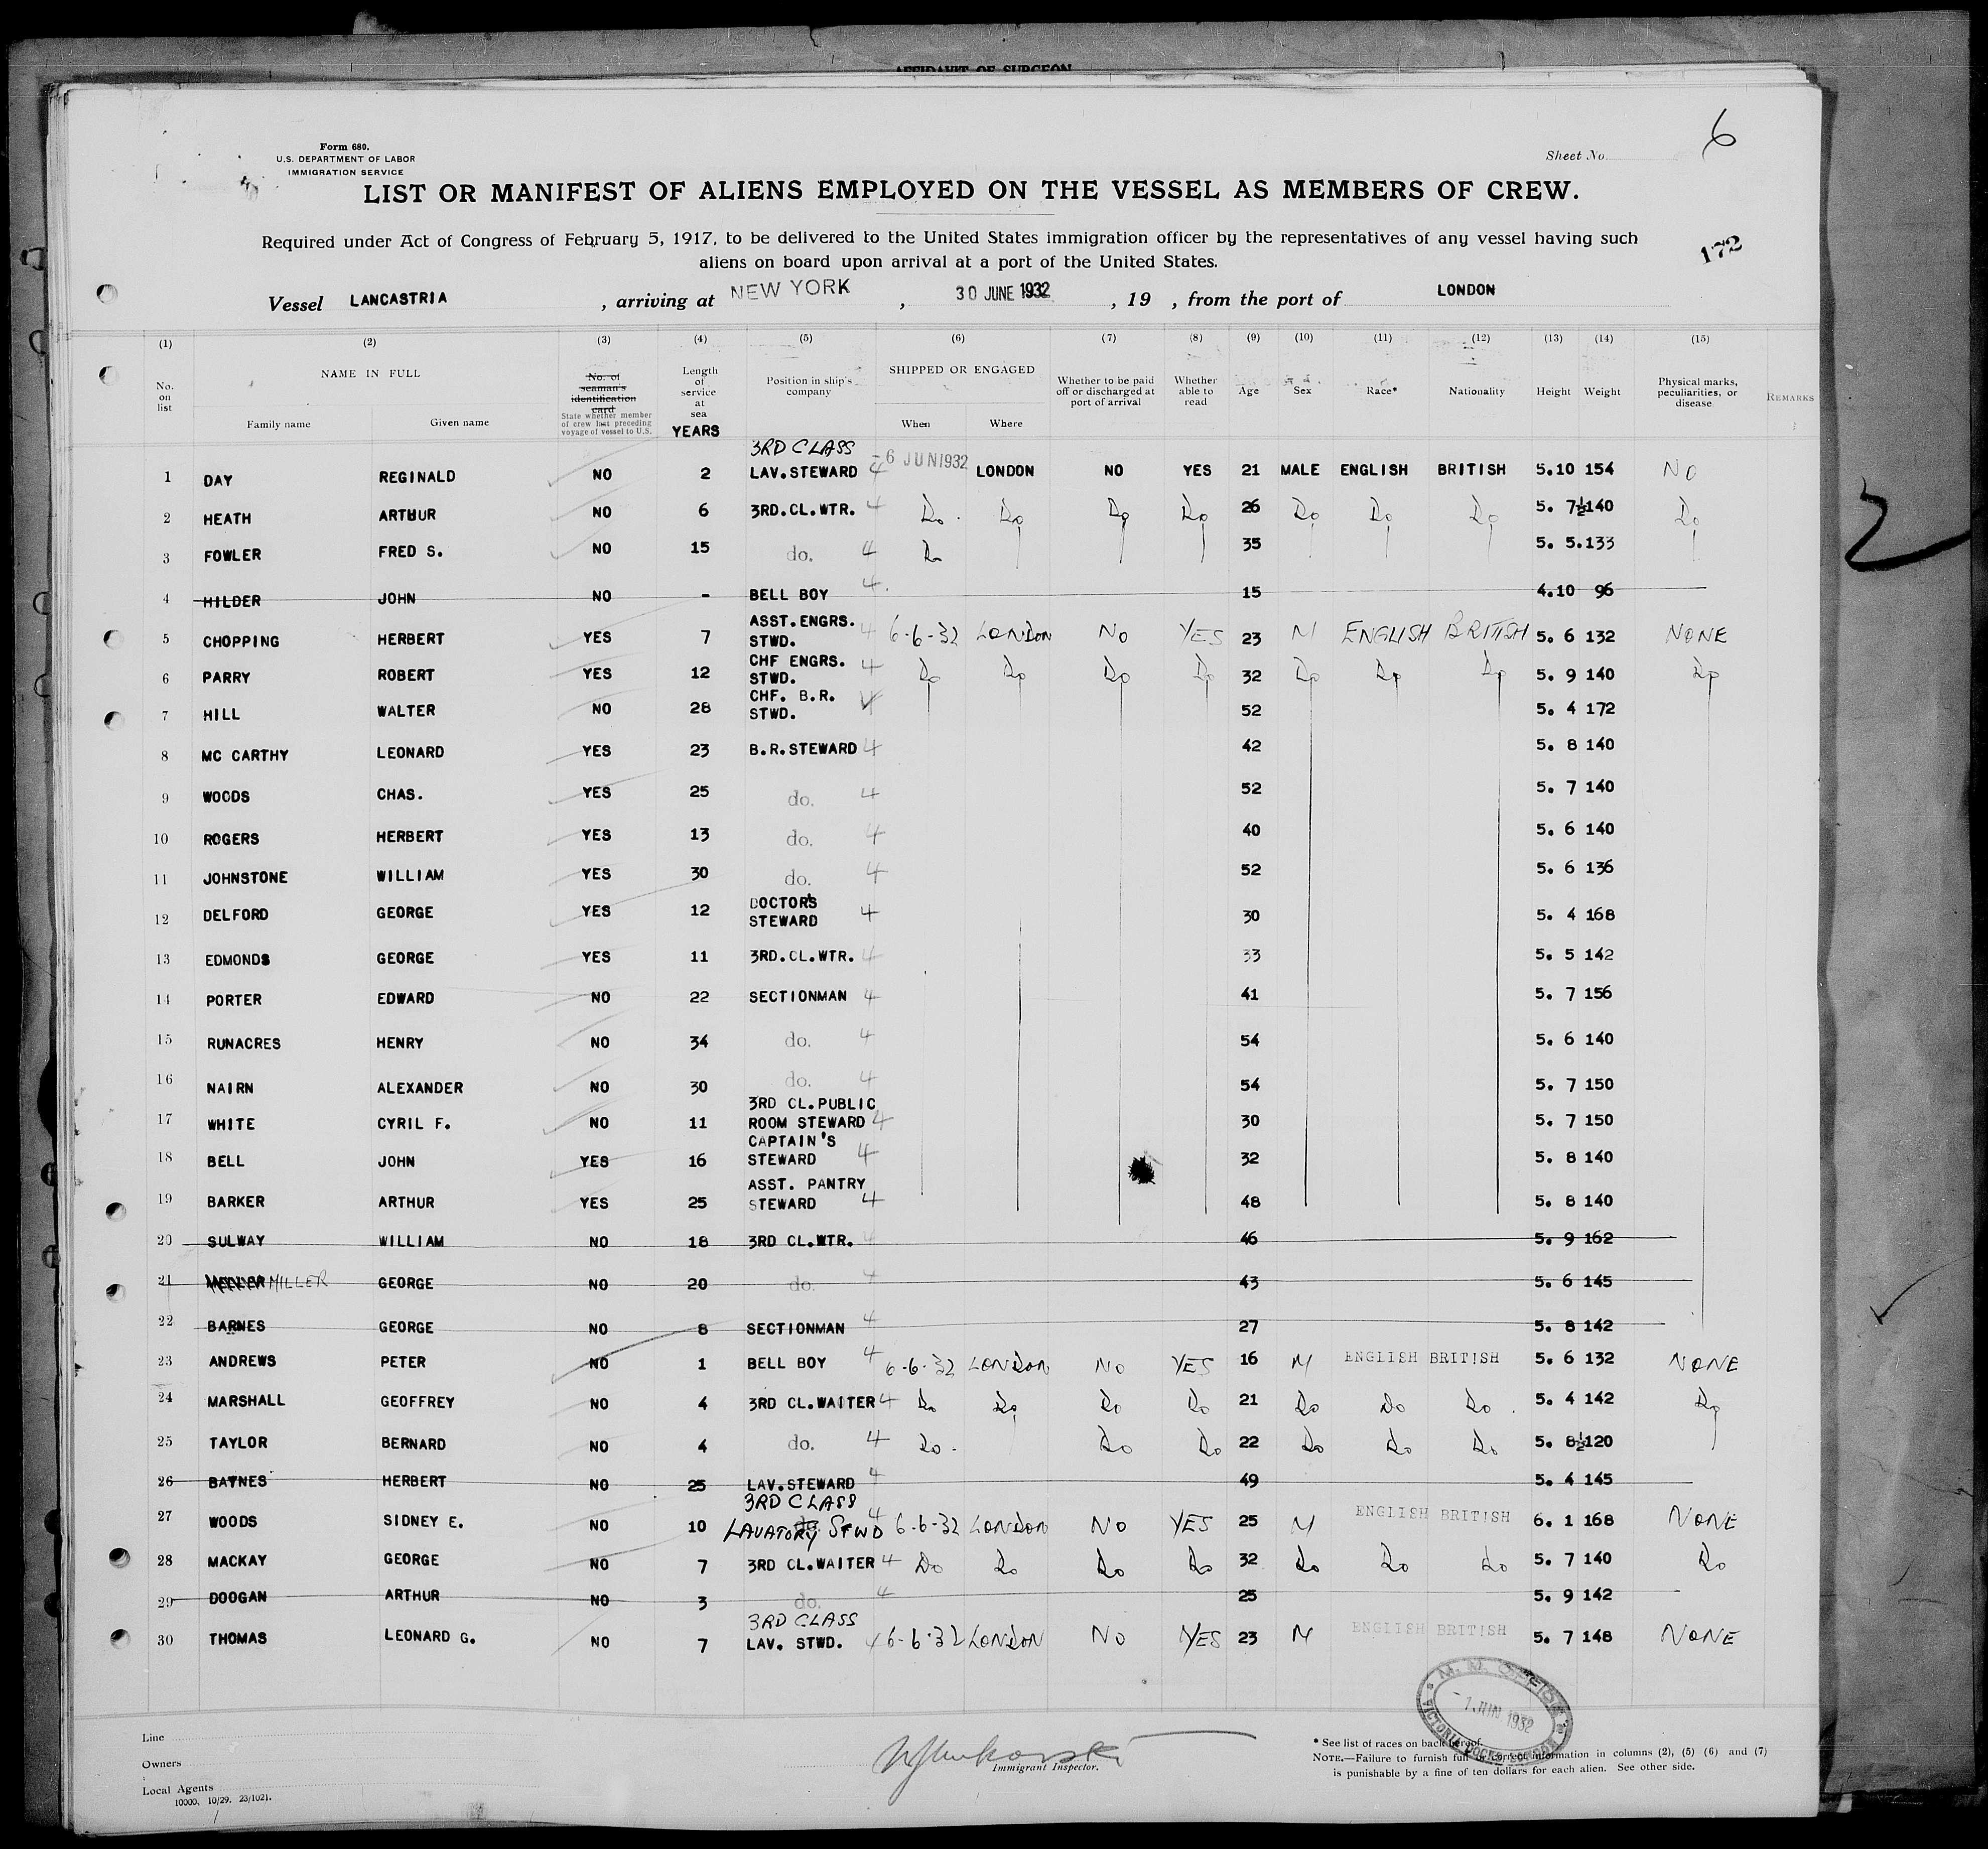 AFFIDAVIT OF SURGEON
6
Form 680.
U.S. DEPARTMENT OF LABOR
IMMIGRATION SERVICE
Sheet No.
LIST OR MANIFEST OF ALIENS EMPLOYED ON THE VESSEL AS MEMBERS OF CREW.
Required under Act of Congress of February 5, 1917, to be delivered to the United States immigration officer by the representatives of any vessel having such
aliens on board upon arrival at a port of the United States.
172
Vessel LANCASTRIA , arriving at NEW YORK , 30 JUNE 1932 , 19 , from the port of LONDON
(1) (2) (3) (4) (5) (6) (7) (8) (9) (10) (11) (12) (13) (14) (15)
No. on list NAME IN FULL Family name Given name No. of seaman's identification card State whether member of crew last preceding voyage of vessel to U.S. Length of service at sea YEARS Position in ship's company SHIPPED OR ENGAGED When Where Whether to be paid off or discharged at port of arrival Whether able to read Age Sex Race* Nationality Height Weight Physical marks, peculiarities, or disease REMARKS
1 DAY REGINALD NO 2 3RD CLASS LAV. STEWARD 4 -6 JUN 1932 LONDON NO YES 21 MALE ENGLISH BRITISH 5.10 154 NO
2 HEATH ARTHUR NO 6 3RD.CL.WTR. 4 Do. Do Do Do 26 Do Do Do 5. 7½ 140 Do
3 FOWLER FRED S. NO 15 do. 4 Do 35 5. 5. 133
4 HILDER JOHN NO - BELL BOY 4. 15 4.10 96
5 CHOPPING HERBERT YES 7 ASST. ENGRS. STWD. 4 6-6-32 LONDON NO YES 23 M ENGLISH BRITISH 5. 6 132 NONE
6 PARRY ROBERT YES 12 CHF ENGRS. STWD. 4 Do Do Do Do 32 Do Do Do 5. 9 140 Do
7 HILL WALTER NO 28 CHF. B.R. STWD. 52 5. 4 172
8 MC CARTHY LEONARD YES 23 B.R.STEWARD 4 42 5. 8 140
9 WOODS CHAS. YES 25 do. 4 52 5. 7 140
10 ROGERS HERBERT YES 13 do. 4 40 5. 6 140
11 JOHNSTONE WILLIAM YES 30 do. 4 52 5. 6 136
12 DELFORD GEORGE YES 12 DOCTOR'S STEWARD 4 30 5. 4 168
13 EDMONDS GEORGE YES 11 3RD.CL.WTR. 4 33 5. 5 142
14 PORTER EDWARD NO 22 SECTIONMAN 4 41 5. 7 156
15 RUNACRES HENRY NO 34 do. 4 54 5. 6 140
16 NAIRN ALEXANDER NO 30 do. 4 54 5. 7 150
17 WHITE CYRIL F. NO 11 3RD CL.PUBLIC ROOM STEWARD 4 30 5. 7 150
18 BELL JOHN YES 16 CAPTAIN'S STEWARD 4 32 5. 8 140
19 BARKER ARTHUR YES 25 ASST. PANTRY STEWARD 4 48 5. 8 140
20 SULWAY WILLIAM NO 18 3RD CL.WTR. 4 46 5. 9 162
21 MILLER GEORGE NO 20 do. 4 43 5. 6 145
22 BARNES GEORGE NO 8 SECTIONMAN 4 27 5. 8 142
23 ANDREWS PETER NO 1 BELL BOY 4 6-6-32 LONDON NO YES 16 M ENGLISH BRITISH 5. 6 132 NONE
24 MARSHALL GEOFFREY NO 4 3RD CL.WAITER 4 Do Do Do Do 21 Do Do Do. 5. 4 142 Do
25 TAYLOR BERNARD NO 4 do. 4 Do. Do Do 22 Do Do Do 5. 8½ 120
26 BAYNES HERBERT NO 25 LAV.STEWARD 4 49 5. 4 145
27 WOODS SIDNEY E. NO 10 3RD CLASS LAVATORY STWD 4 6-6-32 LONDON NO YES 25 M ENGLISH BRITISH 6. 1 168 NONE
28 MACKAY GEORGE NO 7 3RD CL.WAITER 4 Do Do Do Do 32 Do Do Do 5. 7 140 Do
29 DOOGAN ARTHUR NO 3 do. 4 25 5. 9 142
30 THOMAS LEONARD G. NO 7 3RD CLASS LAV. STWD. 4 6-6-32 LONDON NO YES 23 M ENGLISH BRITISH 5. 7 148 NONE
M. M. OFFICE
-1 JUN 1932
VICTORIA DOCKS LONDON
Line
Owners
Local Agents
10000, 10/29. 23/1021.
Immigrant Inspector.
* See list of races on back hereof.
NOTE.—Failure to furnish full or correct information in columns (2), (5) (6) and (7)
is punishable by a fine of ten dollars for each alien. See other side.
2